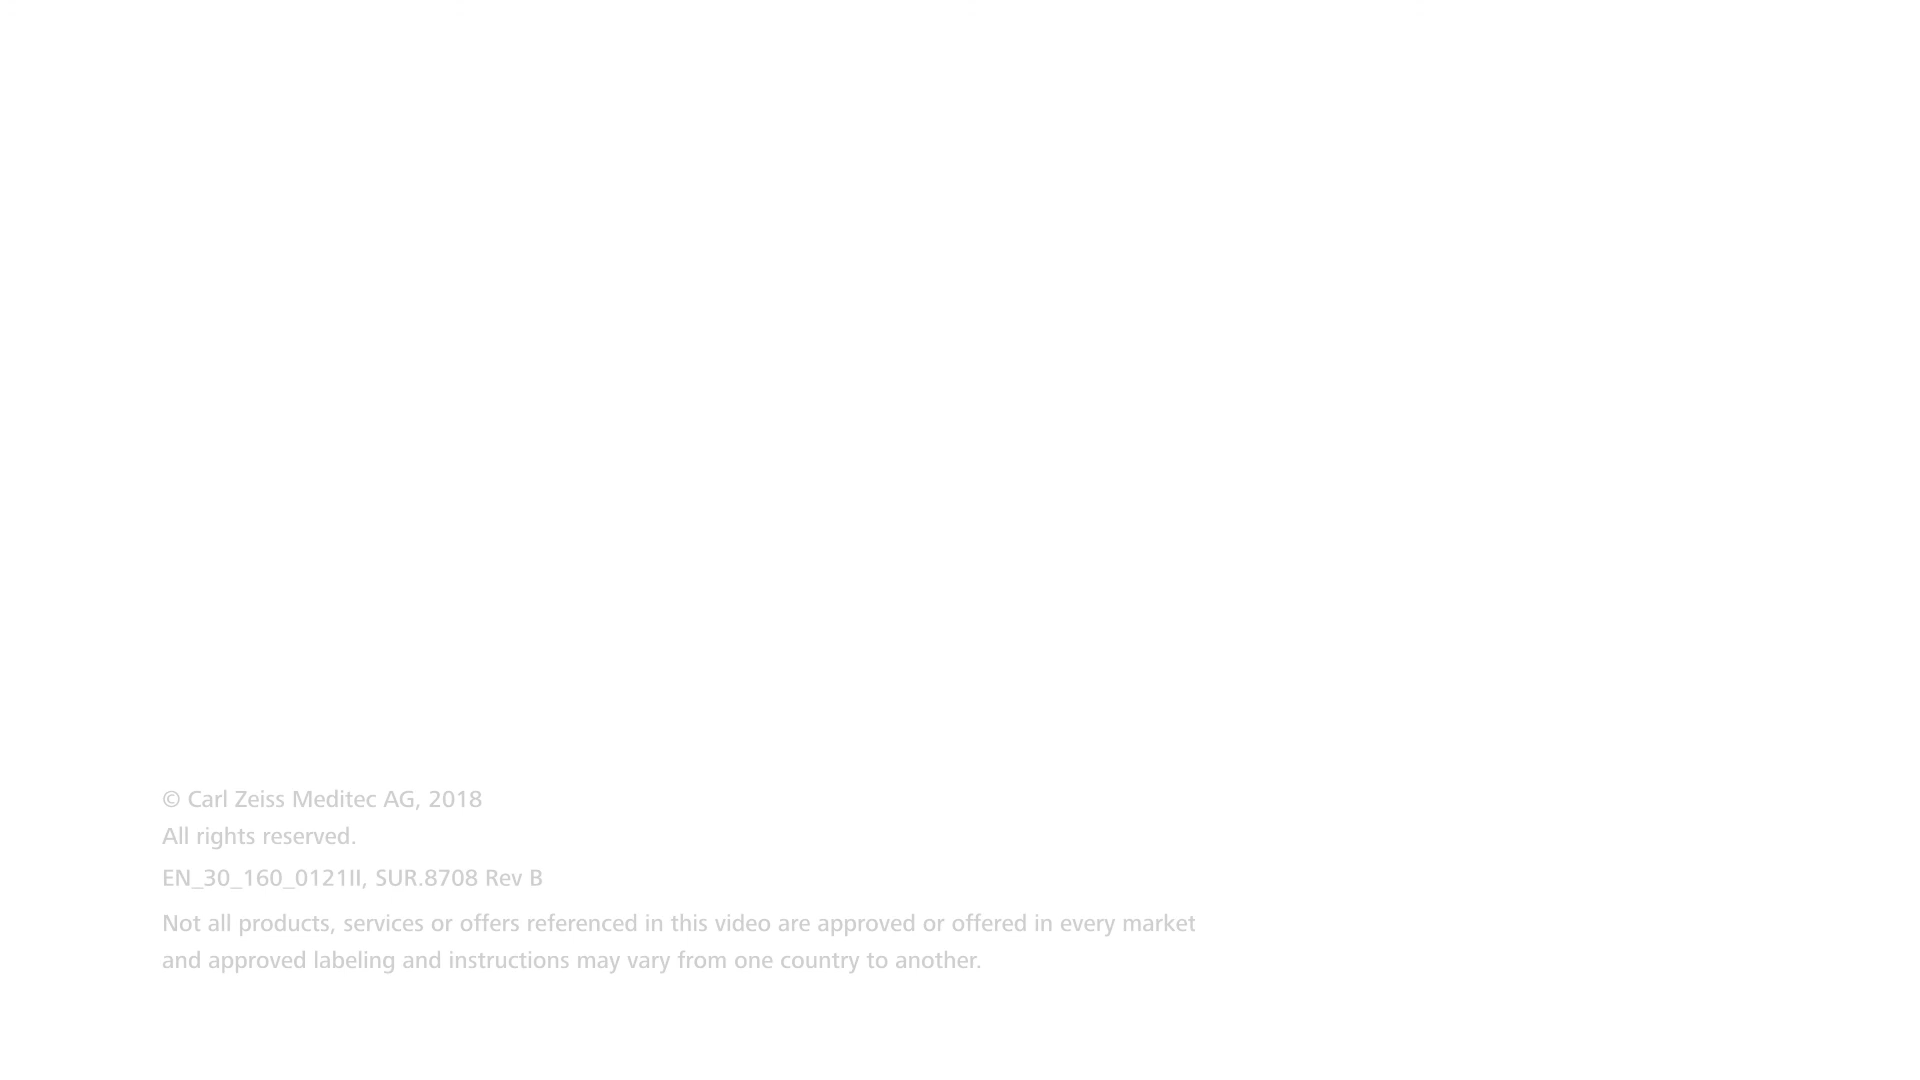 © Carl Zeiss Meditec AG, 2018
All rights reserved.
EN_30_160_0121II, SUR.8708 Rev B
Not all products, services or offers referenced in this video are approved or offered in every market
and approved labeling and instructions may vary from one country to another.